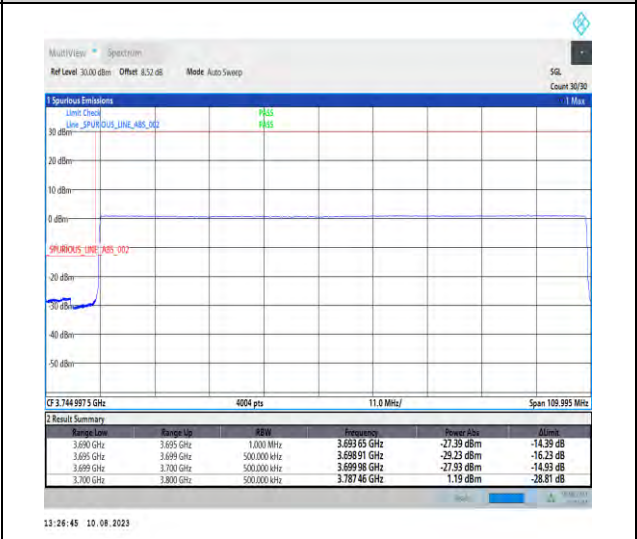 MultiView Spectrum
Ref Level 30.00 dBm Offset 8.52 dB Mode Auto Sweep SGL
Count 30/30
1 Spurious Emissions 1 Max
Limit Check PASS
Line _SPURIOUS_LINE_ABS_002 PASS
30 dBm
20 dBm
10 dBm
0 dBm
SPURIOUS_LINE_ABS_002
-20 dBm
-30 dBm
-40 dBm
-50 dBm
CF 3.744 997 5 GHz 4004 pts 11.0 MHz/ Span 109.995 MHz
2 Result Summary
Range Low Range Up RBW Frequency Power Abs ΔLimit
3.690 GHz 3.695 GHz 1.000 MHz 3.693 65 GHz -27.39 dBm -14.39 dB
3.695 GHz 3.699 GHz 500.000 kHz 3.698 91 GHz -29.23 dBm -16.23 dB
3.699 GHz 3.700 GHz 500.000 kHz 3.699 98 GHz -27.93 dBm -14.93 dB
3.700 GHz 3.800 GHz 500.000 kHz 3.787 46 GHz 1.19 dBm -28.81 dB
13:26:45 10.08.2023